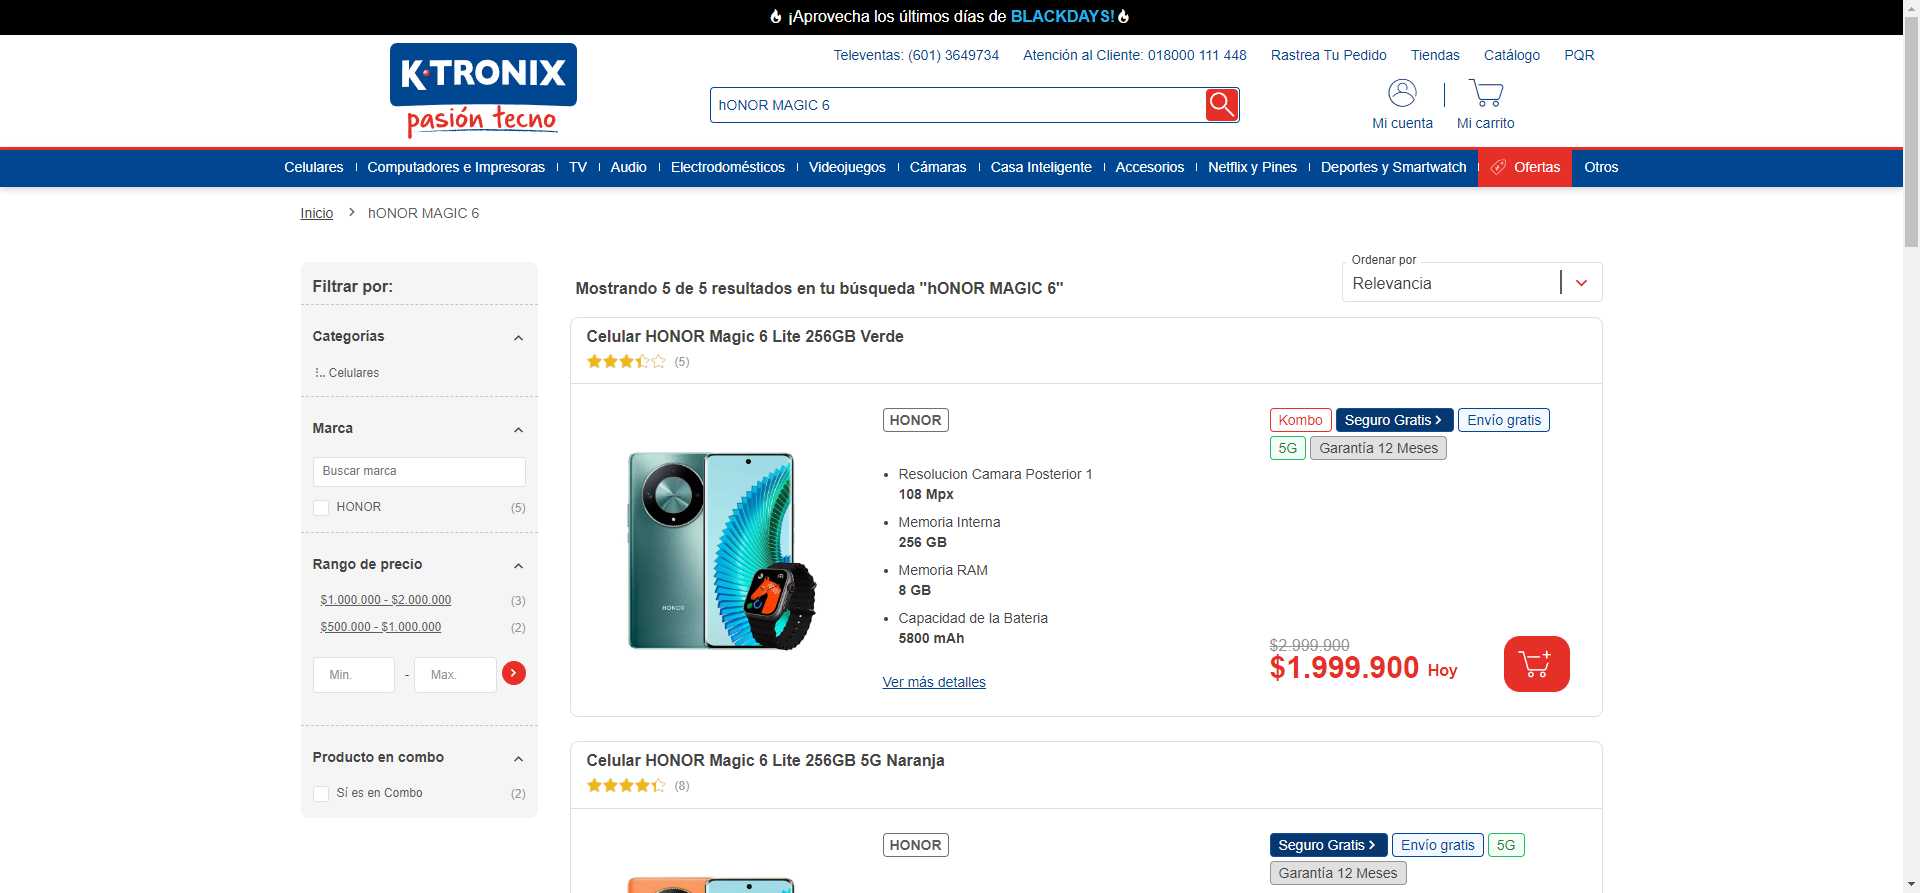 🔥 ¡Aprovecha los últimos días de BLACKDAYS!🔥
K·TRONIX
pasión tecno
Televentas: (601) 3649734
Atención al Cliente: 018000 111 448
Rastrea Tu Pedido
Tiendas
Catálogo
PQR
hONOR MAGIC 6
Mi cuenta
Mi carrito
Celulares
Computadores e Impresoras
TV
Audio
Electrodomésticos
Videojuegos
Cámaras
Casa Inteligente
Accesorios
Netflix y Pines
Deportes y Smartwatch
Ofertas
Otros
Inicio > hONOR MAGIC 6
Filtrar por:
Categorías
Celulares
Marca
Buscar marca
HONOR (5)
Rango de precio
$1.000.000 - $2.000.000 (3)
$500.000 - $1.000.000 (2)
Min. - Max.
Producto en combo
Sí es en Combo (2)
Mostrando 5 de 5 resultados en tu búsqueda "hONOR MAGIC 6"
Ordenar por
Relevancia
Celular HONOR Magic 6 Lite 256GB Verde
(5)
HONOR
HONOR
Resolucion Camara Posterior 1
108 Mpx
Memoria Interna
256 GB
Memoria RAM
8 GB
Capacidad de la Bateria
5800 mAh
Ver más detalles
Kombo
Seguro Gratis >
Envío gratis
5G
Garantía 12 Meses
$2.999.900
$1.999.900 Hoy
Celular HONOR Magic 6 Lite 256GB 5G Naranja
(8)
HONOR
Seguro Gratis >
Envío gratis
5G
Garantía 12 Meses